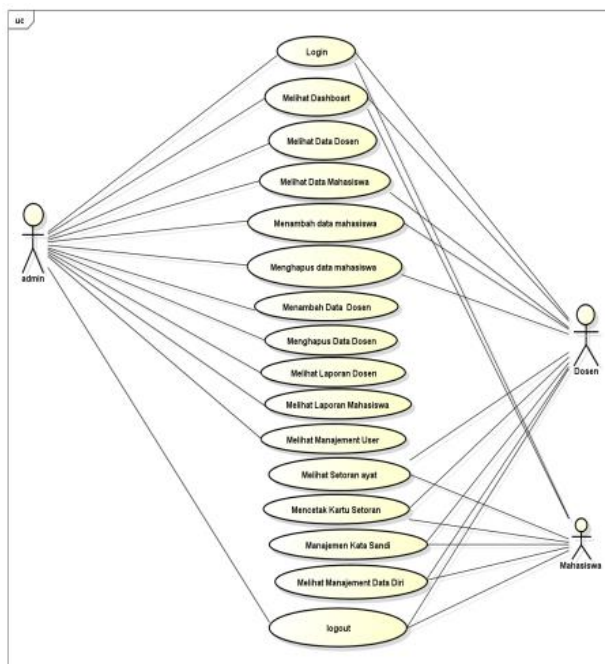 uc
Login
Melihat Dashboart
Melihat Data Dosen
Melihat Data Mahasiswa
Menambah data mahasiswa
Menghapus data mahasiswa
admin
Menambah Data Dosen
Dosen
Menghapus Data Dosen
Melihat Laporan Dosen
Melihat Laporan Mahasiswa
Melihat Manajement User
Melihat Setoran ayat
Mencetak Kartu Setoran
Manajemen Kata Sandi
Mahasiswa
Melihat Manajement Data Diri
logout